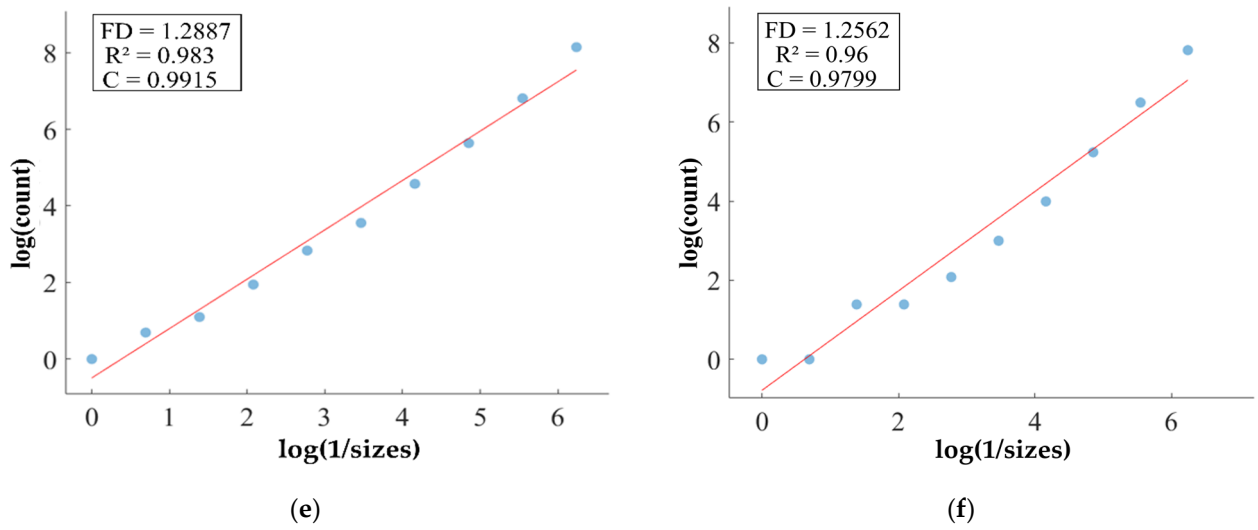 FD = 1.2887
R² = 0.983
C = 0.9915
8
6
4
2
0
log(count)
0 1 2 3 4 5 6
log(1/sizes)
(e)
FD = 1.2562
R² = 0.96
C = 0.9799
8
6
4
2
0
log(count)
0 2 4 6
log(1/sizes)
(f)